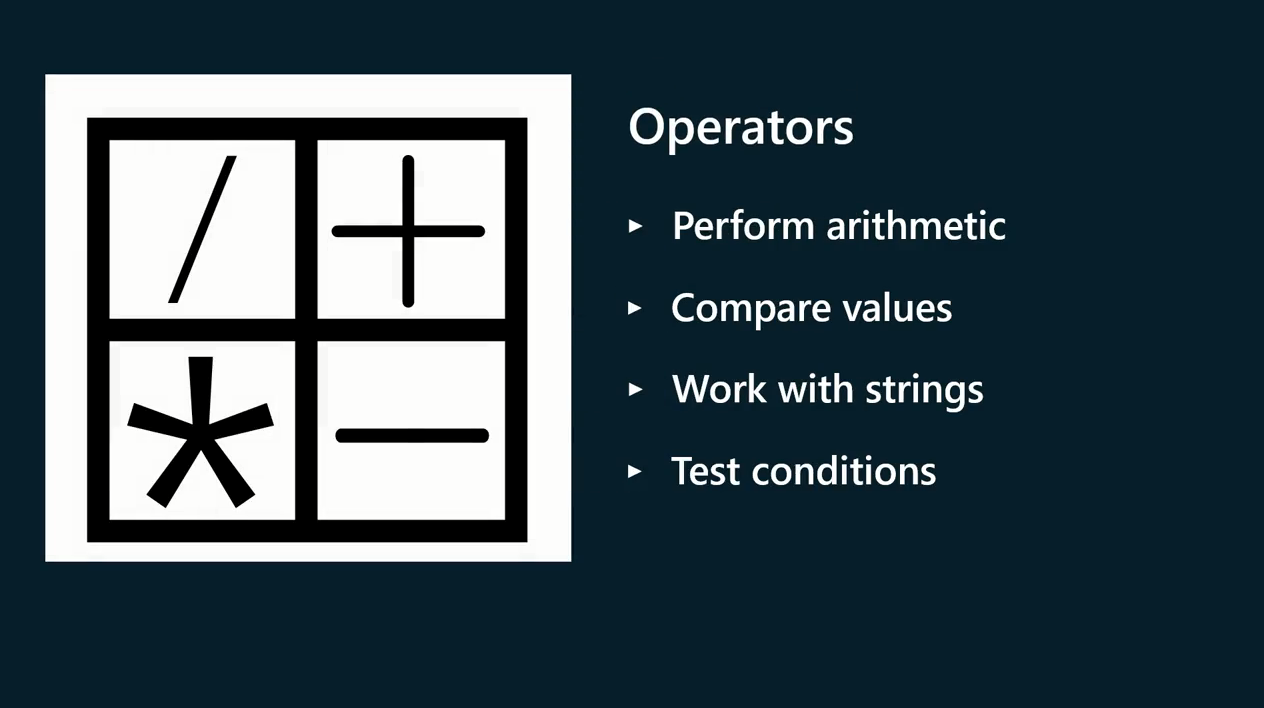 / +
* −
Operators
▸ Perform arithmetic
▸ Compare values
▸ Work with strings
▸ Test conditions